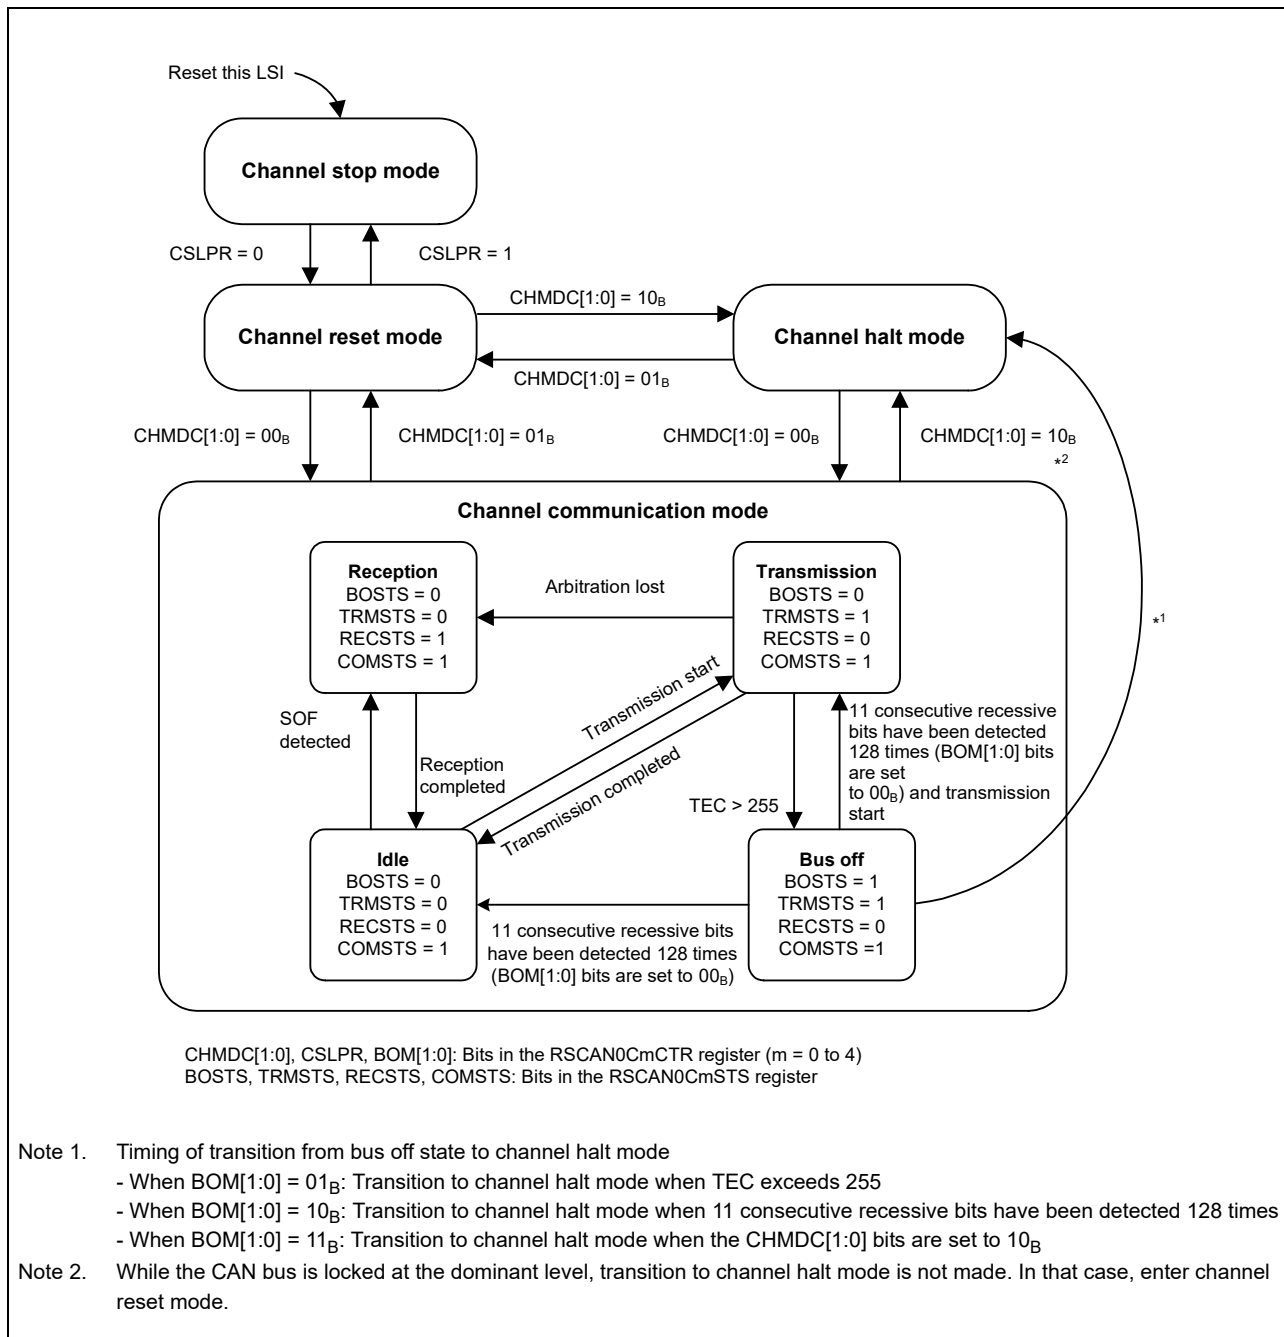 Reset this LSI
Channel stop mode
CSLPR = 0
CSLPR = 1
CHMDC[1:0] = 10B
Channel reset mode
Channel halt mode
CHMDC[1:0] = 01B
CHMDC[1:0] = 00B
CHMDC[1:0] = 01B
CHMDC[1:0] = 00B
CHMDC[1:0] = 10B
*2
Channel communication mode
Reception
BOSTS = 0
TRMSTS = 0
RECSTS = 1
COMSTS = 1
Arbitration lost
Transmission
BOSTS = 0
TRMSTS = 1
RECSTS = 0
COMSTS = 1
*1
SOF
detected
Reception
completed
Transmission start
Transmission completed
TEC > 255
11 consecutive recessive
bits have been detected
128 times (BOM[1:0] bits
are set
to 00B) and transmission
start
Idle
BOSTS = 0
TRMSTS = 0
RECSTS = 0
COMSTS = 1
11 consecutive recessive bits
have been detected 128 times
(BOM[1:0] bits are set to 00B)
Bus off
BOSTS = 1
TRMSTS = 1
RECSTS = 0
COMSTS =1
CHMDC[1:0], CSLPR, BOM[1:0]: Bits in the RSCAN0CmCTR register (m = 0 to 4)
BOSTS, TRMSTS, RECSTS, COMSTS: Bits in the RSCAN0CmSTS register
Note 1. Timing of transition from bus off state to channel halt mode
- When BOM[1:0] = 01B: Transition to channel halt mode when TEC exceeds 255
- When BOM[1:0] = 10B: Transition to channel halt mode when 11 consecutive recessive bits have been detected 128 times
- When BOM[1:0] = 11B: Transition to channel halt mode when the CHMDC[1:0] bits are set to 10B
Note 2. While the CAN bus is locked at the dominant level, transition to channel halt mode is not made. In that case, enter channel
reset mode.